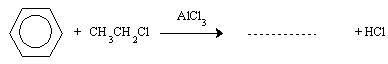 AlCl₃
+ CH₃CH₂Cl ------------ + HCl